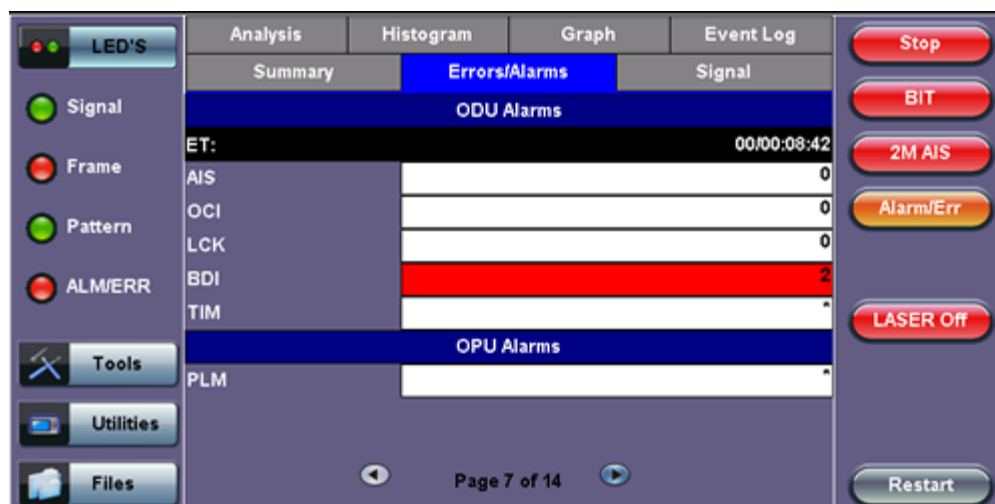 LED'S
Analysis Histogram Graph Event Log
Summary Errors/Alarms Signal
ODU Alarms
ET: 00/00:08:42
AIS 0
OCI 0
LCK 0
BDI 2
TIM *
OPU Alarms
PLM *
Page 7 of 14
Signal
Frame
Pattern
ALM/ERR
Tools
Utilities
Files
Stop
BIT
2M AIS
Alarm/Err
LASER Off
Restart